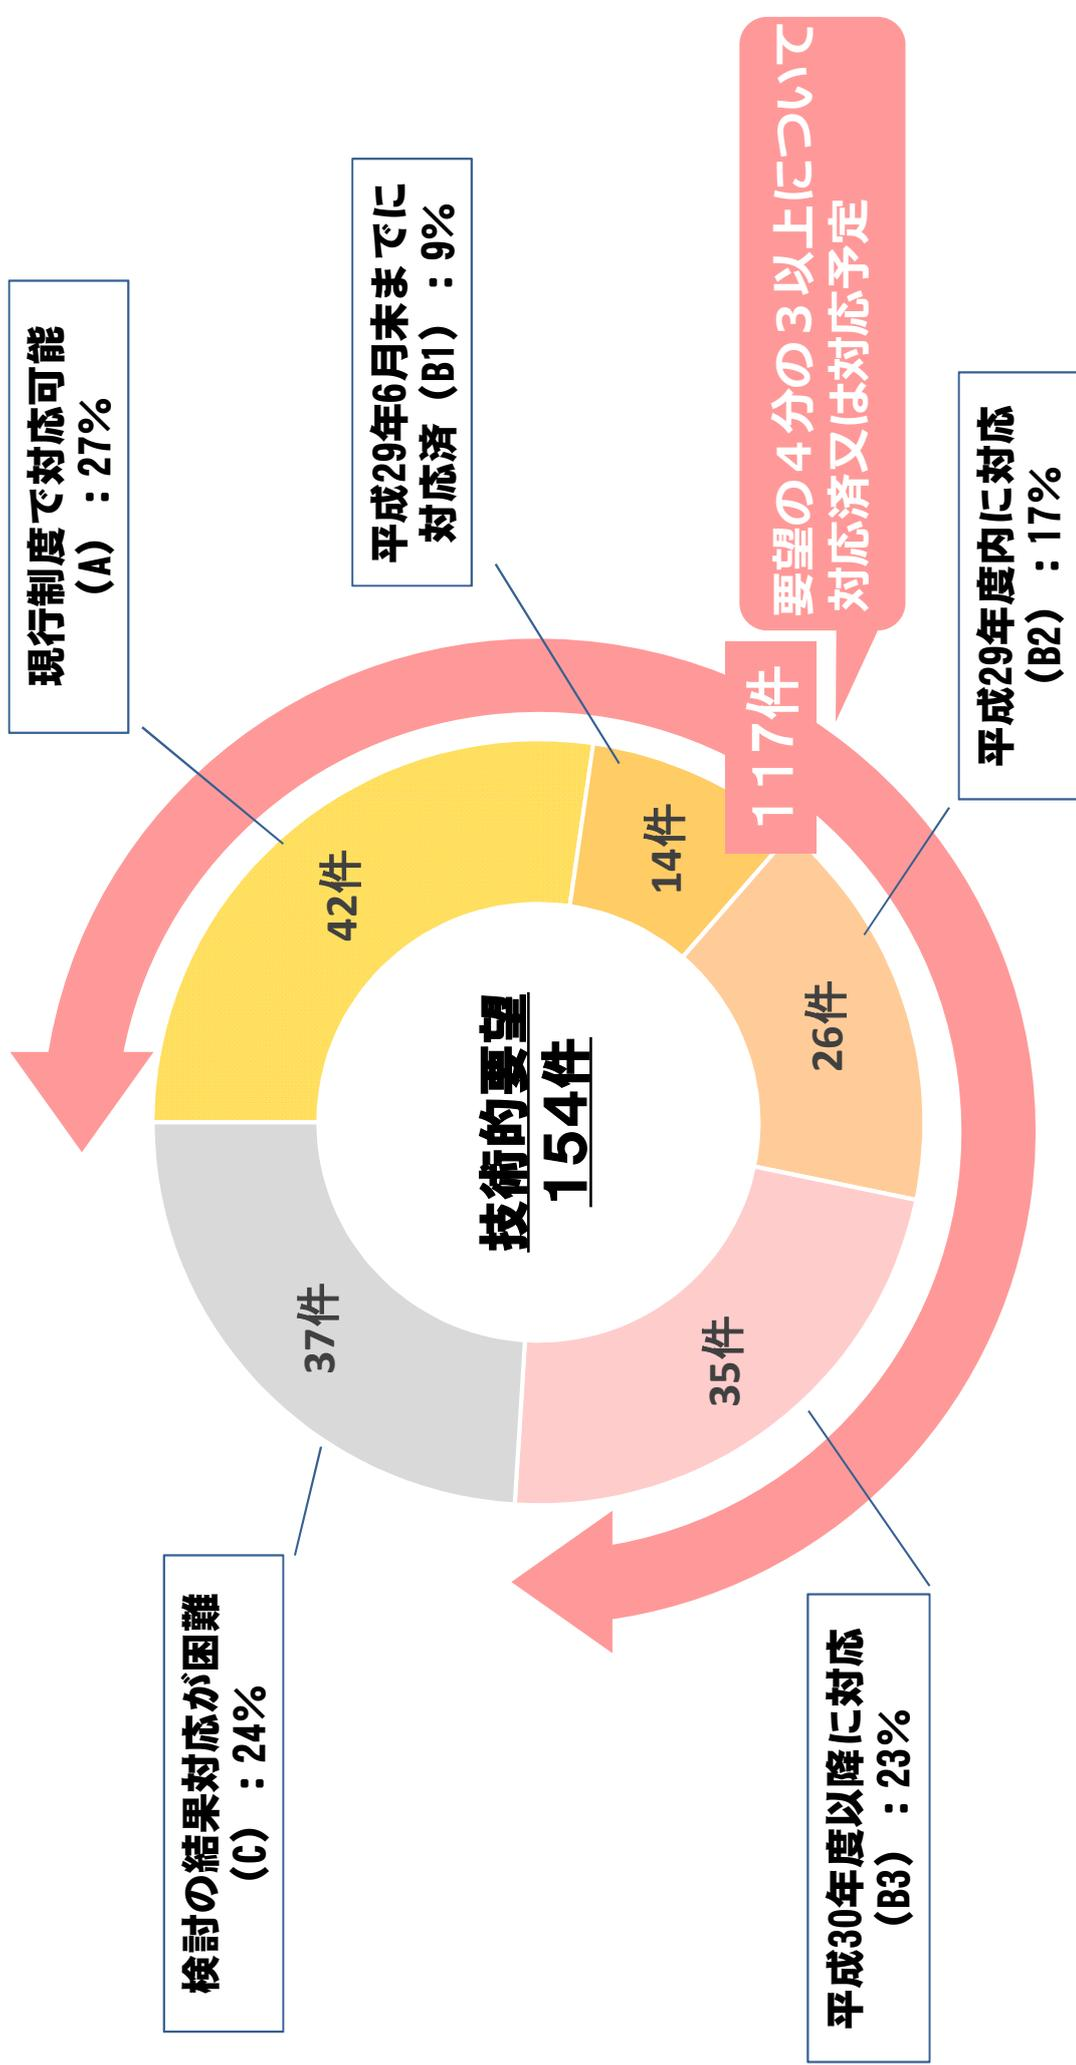 現行制度で対応可能
（A）：27%
平成29年6月末までに
対応済（B1）：9%
要望の４分の３以上について
対応済又は対応予定
117件
平成29年度内に対応
（B2）：17%
平成30年度以降に対応
（B3）：23%
検討の結果対応が困難
（C）：24%
技術的要望
154件
42件
14件
26件
35件
37件